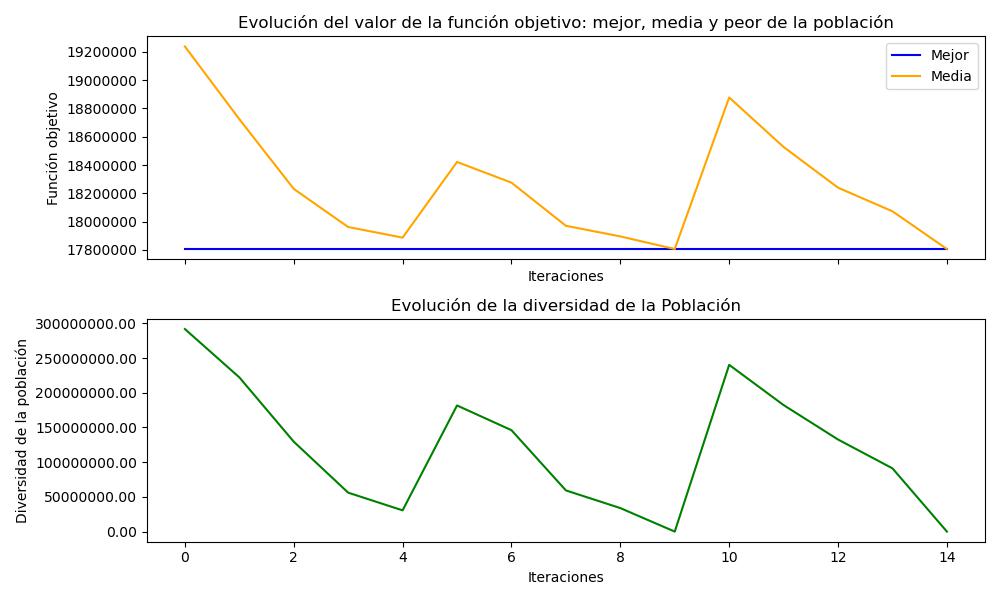 Evolución del valor de la función objetivo: mejor, media y peor de la población
Función objetivo
19200000
19000000
18800000
18600000
18400000
18200000
18000000
17800000
Mejor
Media
Iteraciones
Evolución de la diversidad de la Población
Diversidad de la población
300000000.00
250000000.00
200000000.00
150000000.00
100000000.00
50000000.00
0.00
0 2 4 6 8 10 12 14
Iteraciones